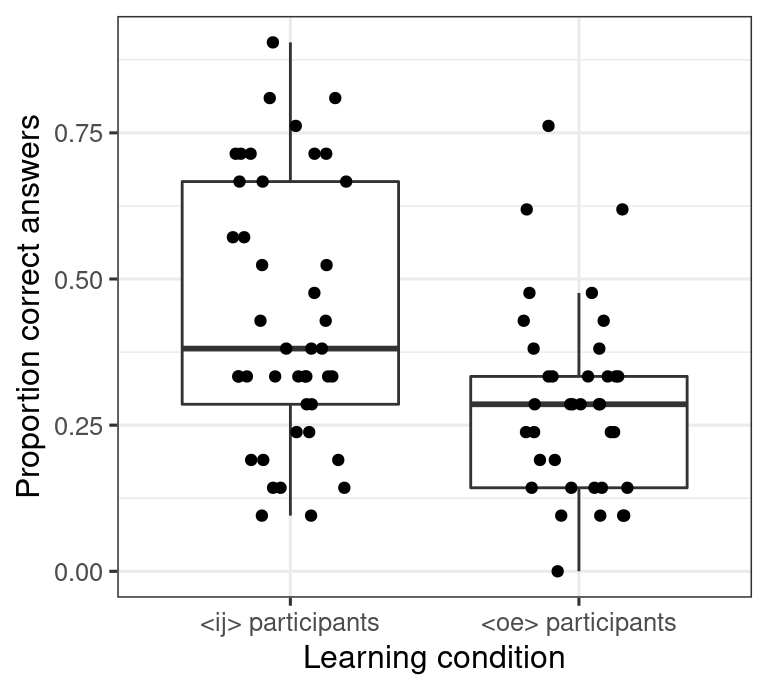 Proportion correct answers
0.75
0.50
0.25
0.00
<ij> participants
<oe> participants
Learning condition